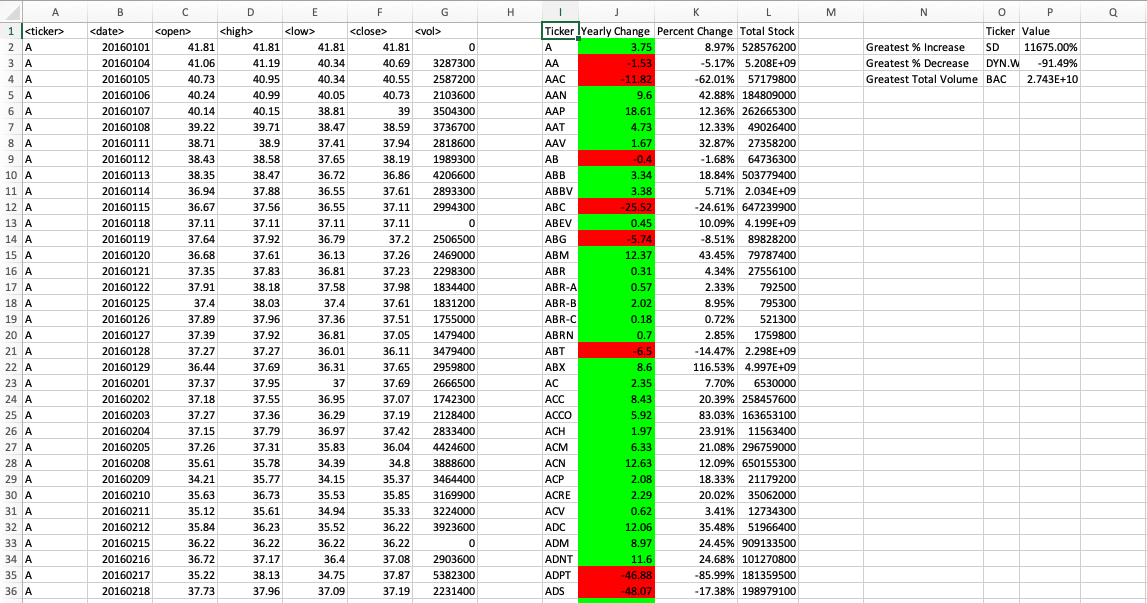 A B C D E F G H I J K L M N O P Q
1 <ticker> <date> <open> <high> <low> <close> <vol> Ticker Yearly Change Percent Change Total Stock Ticker Value
2 A 20160101 41.81 41.81 41.81 41.81 0 A 3.75 8.97% 528576200 Greatest % Increase SD 11675.00%
3 A 20160104 41.06 41.19 40.34 40.69 3287300 AA -1.53 -5.17% 5.208E+09 Greatest % Decrease DYN.W -91.49%
4 A 20160105 40.73 40.95 40.34 40.55 2587200 AAC -11.82 -62.01% 57179800 Greatest Total Volume BAC 2.743E+10
5 A 20160106 40.24 40.99 40.05 40.73 2103600 AAN 9.6 42.88% 184809000
6 A 20160107 40.14 40.15 38.81 39 3504300 AAP 18.61 12.36% 262665300
7 A 20160108 39.22 39.71 38.47 38.59 3736700 AAT 4.73 12.33% 49026400
8 A 20160111 38.71 38.9 37.41 37.94 2818600 AAV 1.67 32.87% 27358200
9 A 20160112 38.43 38.58 37.65 38.19 1989300 AB -0.4 -1.68% 64736300
10 A 20160113 38.35 38.47 36.72 36.86 4206600 ABB 3.34 18.84% 503779400
11 A 20160114 36.94 37.88 36.55 37.61 2893300 ABBV 3.38 5.71% 2.034E+09
12 A 20160115 36.67 37.56 36.55 37.11 2994300 ABC -25.52 -24.61% 647239900
13 A 20160118 37.11 37.11 37.11 37.11 0 ABEV 0.45 10.09% 4.199E+09
14 A 20160119 37.64 37.92 36.79 37.2 2506500 ABG -5.74 -8.51% 89828200
15 A 20160120 36.68 37.61 36.13 37.26 2469000 ABM 12.37 43.45% 79787400
16 A 20160121 37.35 37.83 36.81 37.23 2298300 ABR 0.31 4.34% 27556100
17 A 20160122 37.91 38.18 37.58 37.98 1834400 ABR-A 0.57 2.33% 792500
18 A 20160125 37.4 38.03 37.4 37.61 1831200 ABR-B 2.02 8.95% 795300
19 A 20160126 37.89 37.96 37.36 37.51 1755000 ABR-C 0.18 0.72% 521300
20 A 20160127 37.39 37.92 36.81 37.05 1479400 ABRN 0.7 2.85% 1759800
21 A 20160128 37.27 37.27 36.01 36.11 3479400 ABT -6.5 -14.47% 2.298E+09
22 A 20160129 36.44 37.69 36.31 37.65 2959800 ABX 8.6 116.53% 4.997E+09
23 A 20160201 37.37 37.95 37 37.69 2666500 AC 2.35 7.70% 6530000
24 A 20160202 37.18 37.55 36.95 37.07 1742300 ACC 8.43 20.39% 258457600
25 A 20160203 37.27 37.36 36.29 37.19 2128400 ACCO 5.92 83.03% 163653100
26 A 20160204 37.15 37.79 36.97 37.42 2833400 ACH 1.97 23.91% 11563400
27 A 20160205 37.26 37.31 35.83 36.04 4424600 ACM 6.33 21.08% 296759000
28 A 20160208 35.61 35.78 34.39 34.8 3888600 ACN 12.63 12.09% 650155300
29 A 20160209 34.21 35.77 34.15 35.37 3464400 ACP 2.08 18.33% 21179200
30 A 20160210 35.63 36.73 35.53 35.85 3169900 ACRE 2.29 20.02% 35062000
31 A 20160211 35.12 35.61 34.94 35.33 3224000 ACV 0.62 3.41% 12734300
32 A 20160212 35.84 36.23 35.52 36.22 3923600 ADC 12.06 35.48% 51966400
33 A 20160215 36.22 36.22 36.22 36.22 0 ADM 8.97 24.45% 909133500
34 A 20160216 36.72 37.17 36.4 37.08 2903600 ADNT 11.6 24.68% 101270800
35 A 20160217 35.22 38.13 34.75 37.87 5382300 ADPT -46.88 -85.99% 181359500
36 A 20160218 37.73 37.96 37.09 37.19 2231400 ADS -48.07 -17.38% 198979100